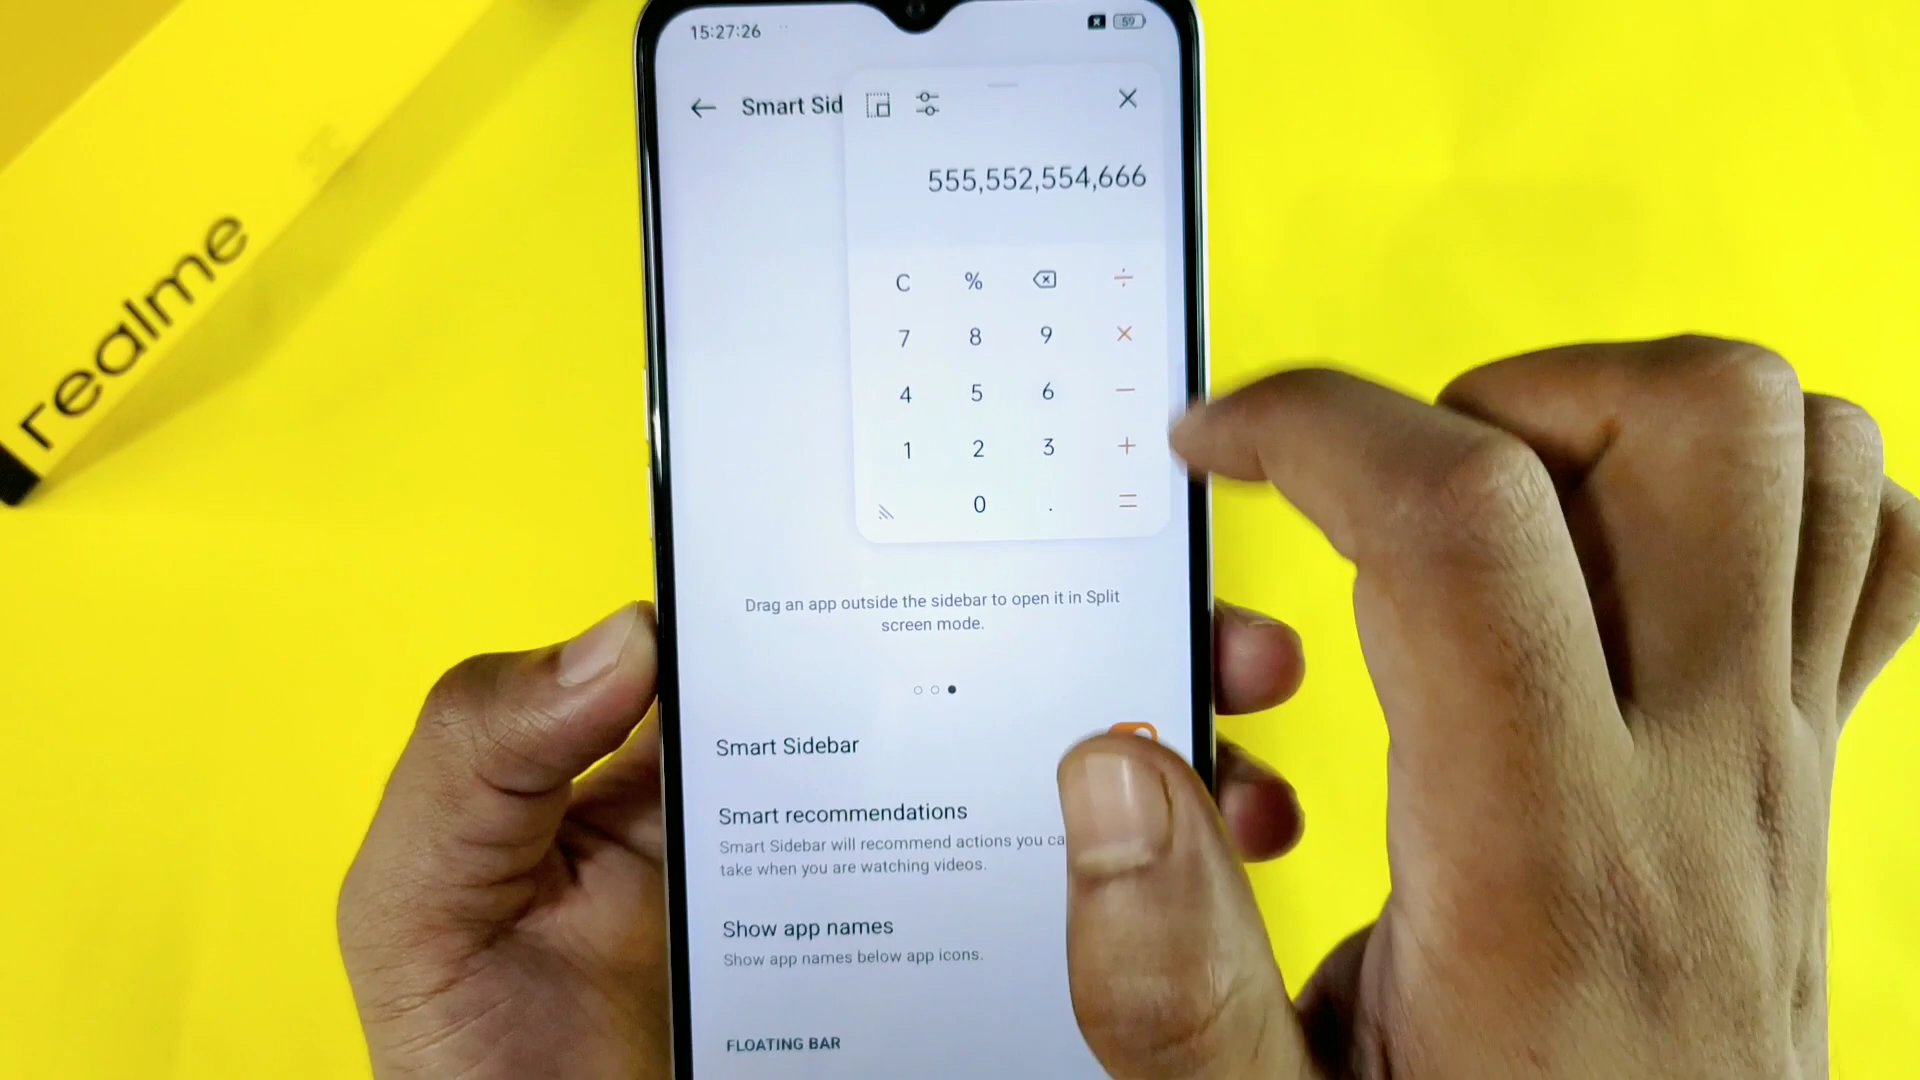 realme
15:27:26
59
Smart Sid
555,552,554,666
C % ÷
7 8 9 ×
4 5 6 −
1 2 3 +
0 . =
Drag an app outside the sidebar to open it in Split
screen mode.
Smart Sidebar
Smart recommendations
Smart Sidebar will recommend actions you ca
take when you are watching videos.
Show app names
Show app names below app icons.
FLOATING BAR